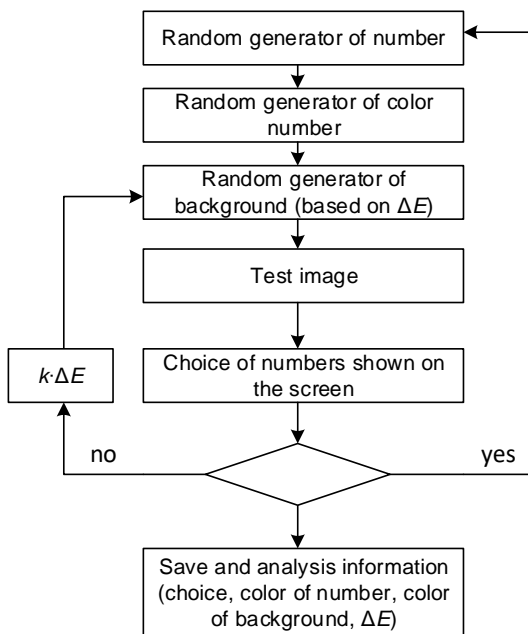 Random generator of number
Random generator of color
number
Random generator of
background (based on ΔE)
Test image
Choice of numbers shown on
the screen
k·ΔE
no
yes
Save and analysis information
(choice, color of number, color
of background, ΔE)